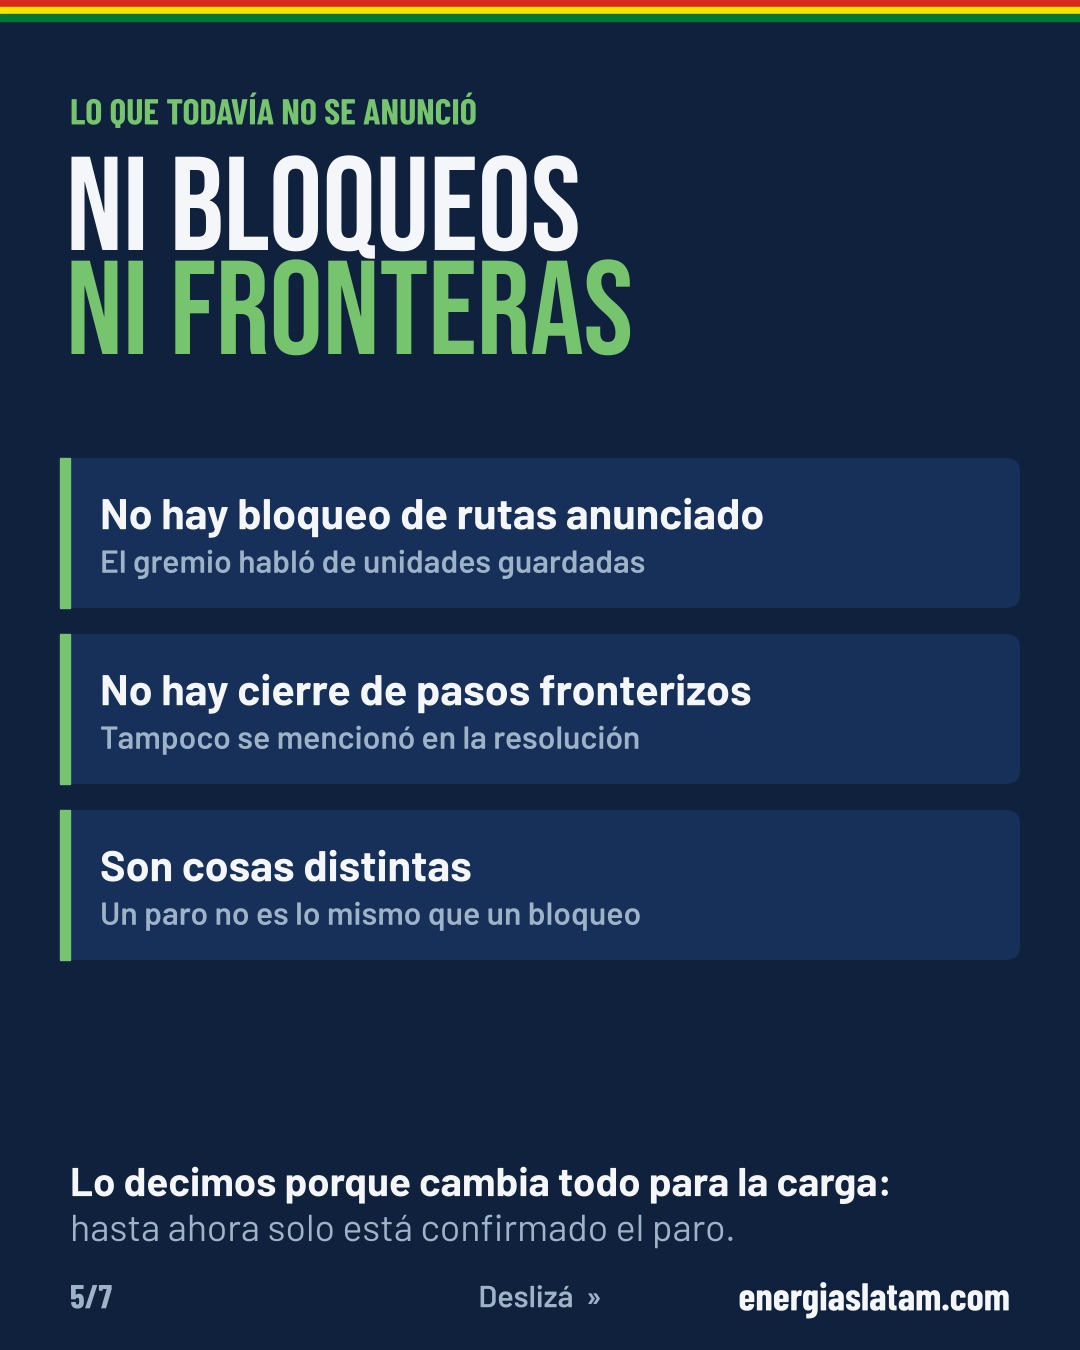 LO QUE TODAVÍA NO SE ANUNCIÓ
NI BLOQUEOS
NI FRONTERAS
No hay bloqueo de rutas anunciado
El gremio habló de unidades guardadas
No hay cierre de pasos fronterizos
Tampoco se mencionó en la resolución
Son cosas distintas
Un paro no es lo mismo que un bloqueo
Lo decimos porque cambia todo para la carga:
hasta ahora solo está confirmado el paro.
5/7 Deslizá » energiaslatam.com